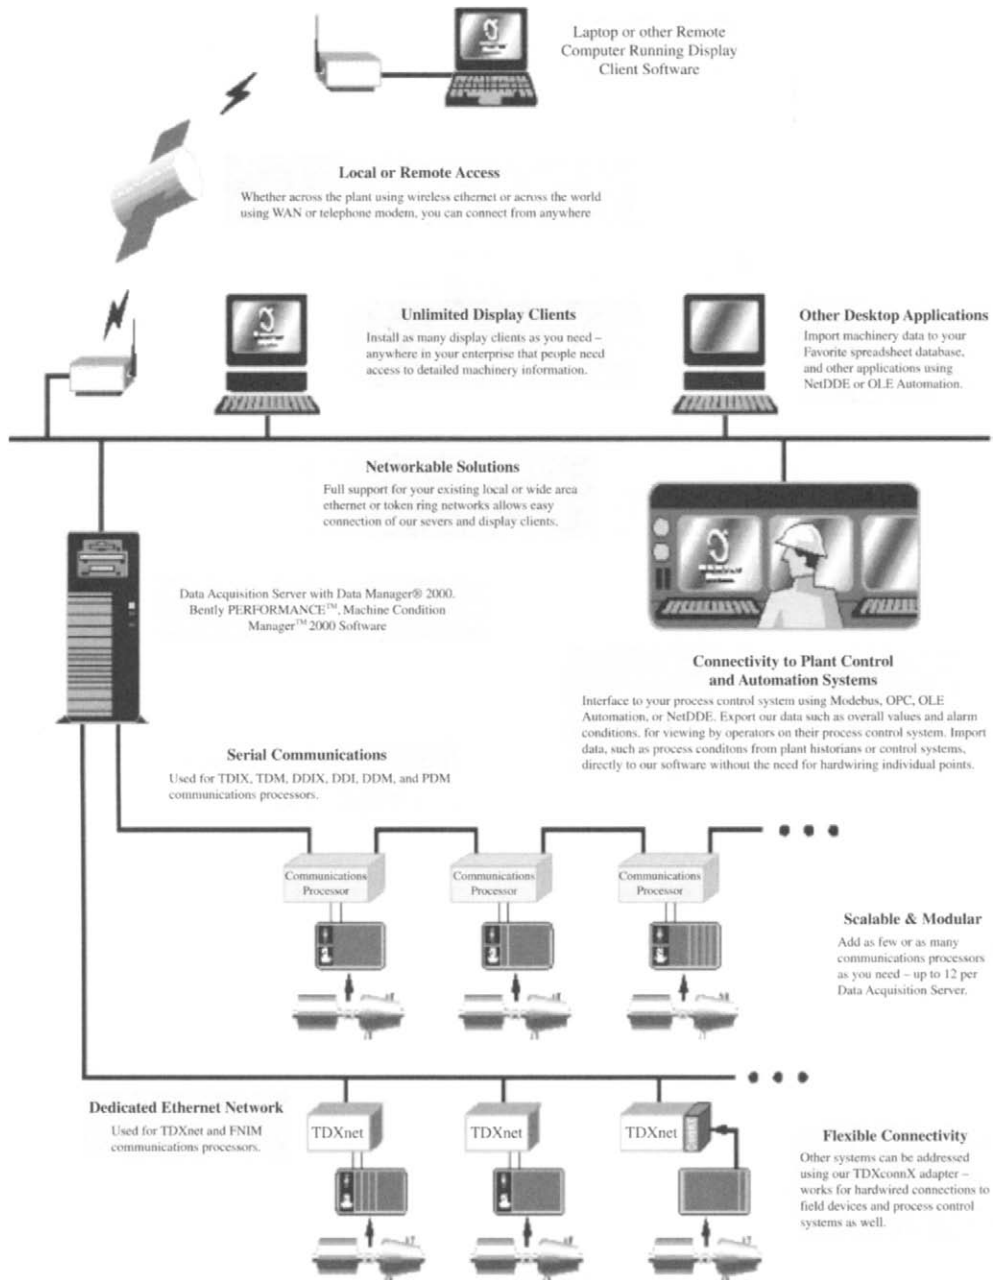 Laptop or other Remote
Computer Running Display
Client Software
Local or Remote Access
Whether across the plant using wireless ethernet or across the world
using WAN or telephone modem, you can connect from anywhere
Unlimited Display Clients
Install as many display clients as you need –
anywhere in your enterprise that people need
access to detailed machinery information.
Other Desktop Applications
Import machinery data to your
Favorite spreadsheet database,
and other applications using
NetDDE or OLE Automation.
Networkable Solutions
Full support for your existing local or wide area
ethernet or token ring networks allows easy
connection of our severs and display clients.
Data Acquisition Server with Data Manager® 2000.
Bently PERFORMANCE™, Machine Condition
Manager™ 2000 Software
Connectivity to Plant Control
and Automation Systems
Interface to your process control system using Modebus, OPC, OLE
Automation, or NetDDE. Export our data such as overall values and alarm
conditions, for viewing by operators on their process control system. Import
data, such as process conditons from plant historians or control systems,
directly to our software without the need for hardwiring individual points.
Serial Communications
Used for TDIX, TDM, DDIX, DDI, DDM, and PDM
communications processors.
Communications
Processor
Communications
Processor
Communications
Processor
Scalable & Modular
Add as few or as many
communications processors
as you need – up to 12 per
Data Acquisition Server.
Dedicated Ethernet Network
Used for TDXnet and FNIM
communications processors.
TDXnet
TDXnet
TDXnet
Flexible Connectivity
Other systems can be addressed
using our TDXconnX adapter –
works for hardwired connections to
field devices and process control
systems as well.